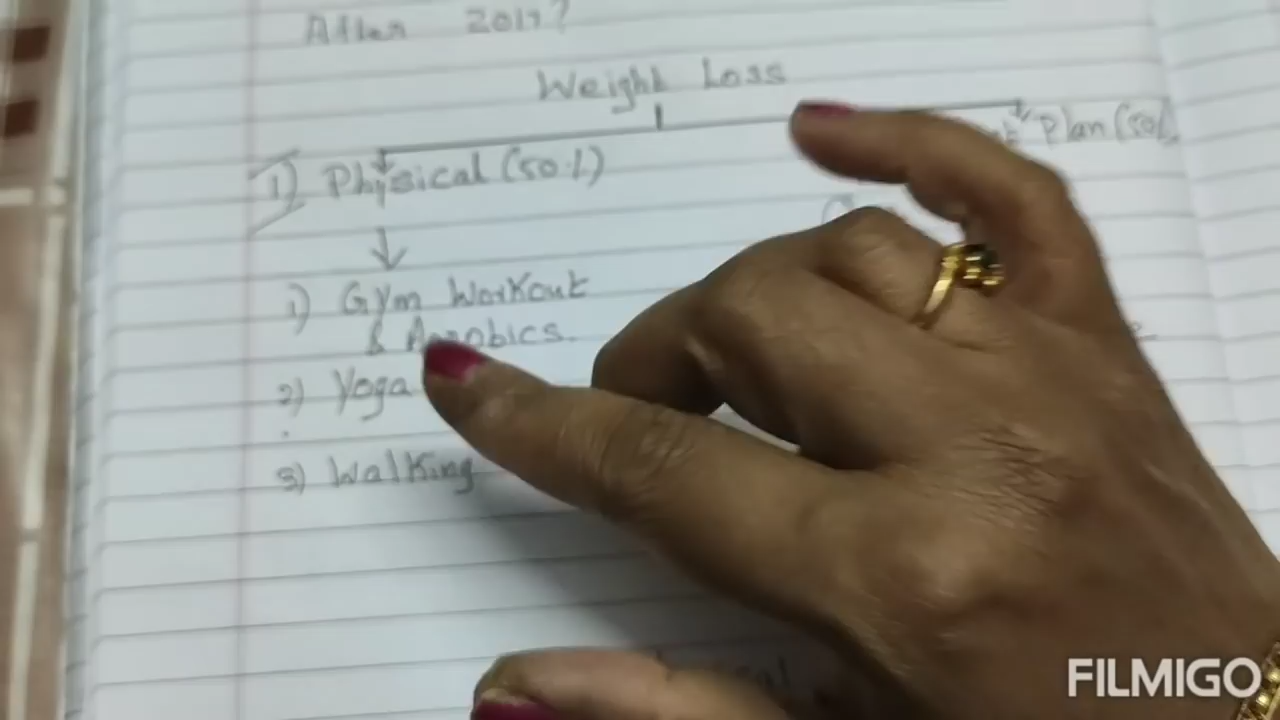 After 2017?
Weight Loss
1) Physical (50%)
Plan (50%)
1) Gym Workout
& Aerobics.
2) Yoga
3) Walking
FILMIGO